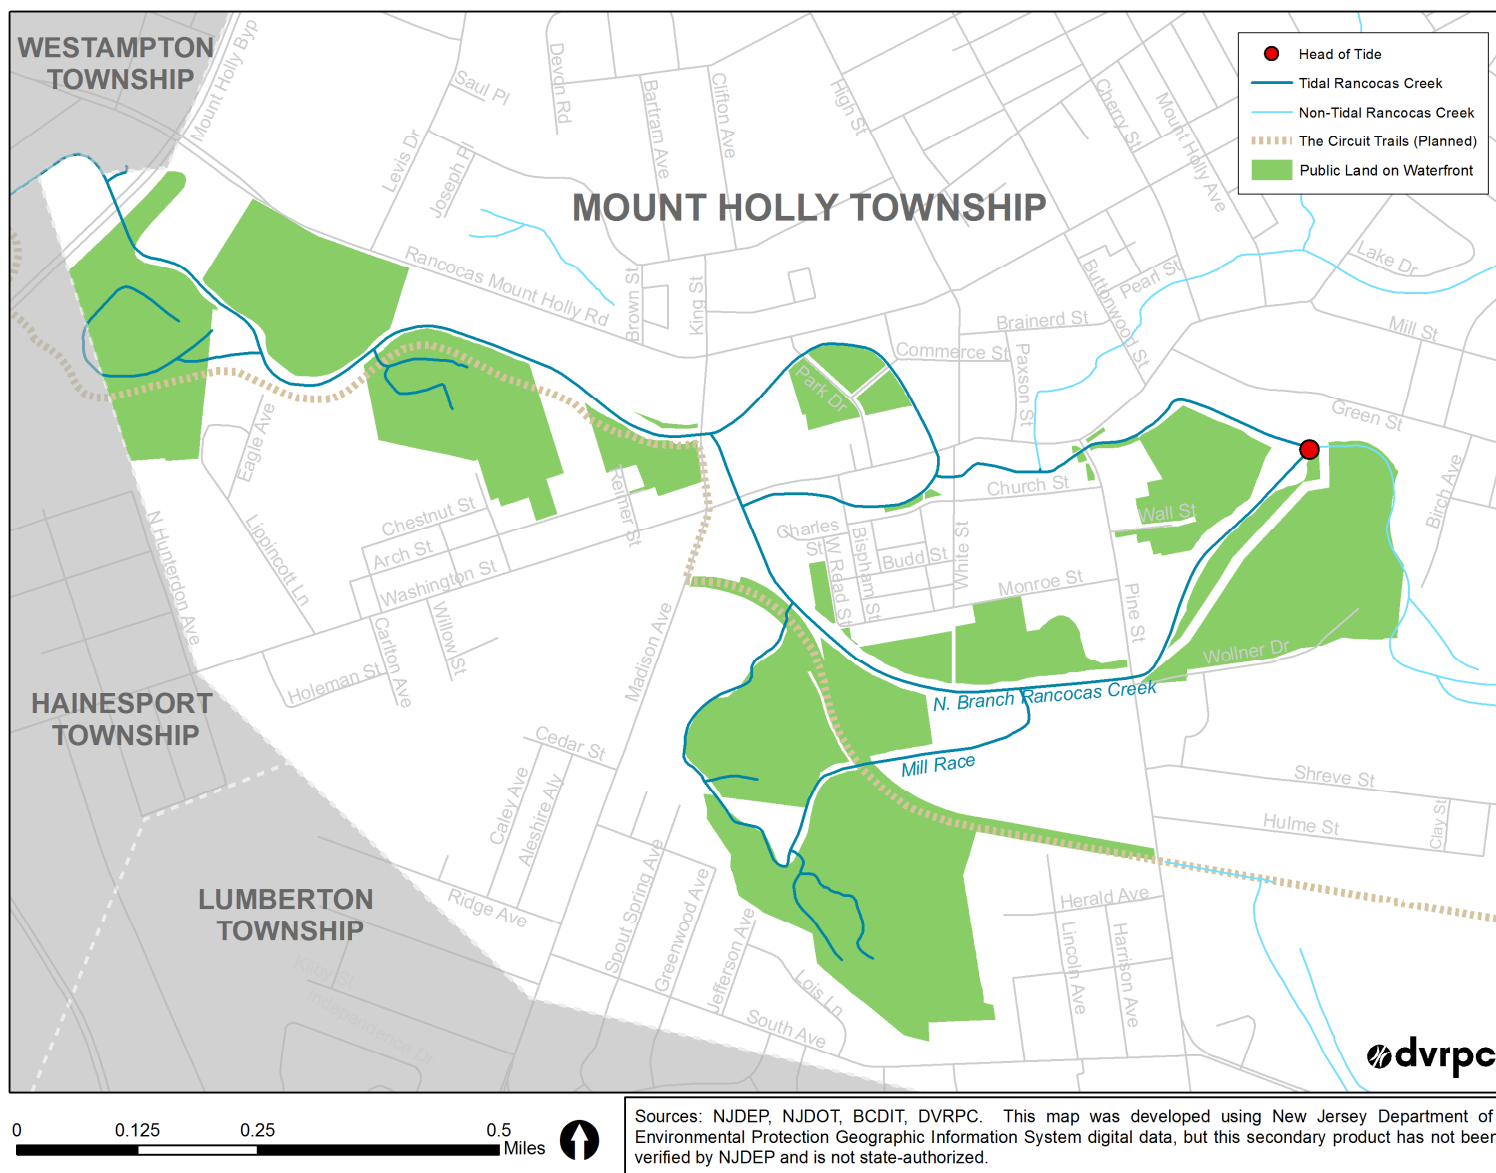 WESTAMPTON
TOWNSHIP
Mount Holly Byp
Saul Pl
Devon Rd
Bartram Ave
Clifton Ave
High St
Cherry St
Mount Holly Ave
Head of Tide
Tidal Rancocas Creek
Non-Tidal Rancocas Creek
The Circuit Trails (Planned)
Public Land on Waterfront
Levis Dr
Joseph Pl
MOUNT HOLLY TOWNSHIP
Rancocas Mount Holly Rd
Brown St
King St
Buttonwood St
Pearl St
Lake Dr
Brainerd St
Mill St
Commerce St
Paxson St
Park Dr
Green St
Eagle Ave
Reimer St
Church St
Birch Ave
Chestnut St
Arch St
Washington St
Lippincott Ln
N Hunterdon Ave
Charles
St
W Read St
Bispham St
Budd St
White St
Wall St
Monroe St
Pine St
Wollner Dr
Willow St
Carlton Ave
Holeman St
Madison Ave
HAINESPORT
TOWNSHIP
N. Branch Rancocas Creek
Mill Race
Cedar St
Caley Ave
Aleshire Aly
Shreve St
Hulme St
Clay St
LUMBERTON
TOWNSHIP
Ridge Ave
Spout Spring Ave
Greenwood Ave
Jefferson Ave
Herald Ave
Lincoln Ave
Harrison Ave
Kilby St
Independence Dr
Lois Ln
South Ave
dvrpc
0 0.125 0.25 0.5
Miles
Sources: NJDEP, NJDOT, BCDIT, DVRPC. This map was developed using New Jersey Department of
Environmental Protection Geographic Information System digital data, but this secondary product has not been
verified by NJDEP and is not state-authorized.